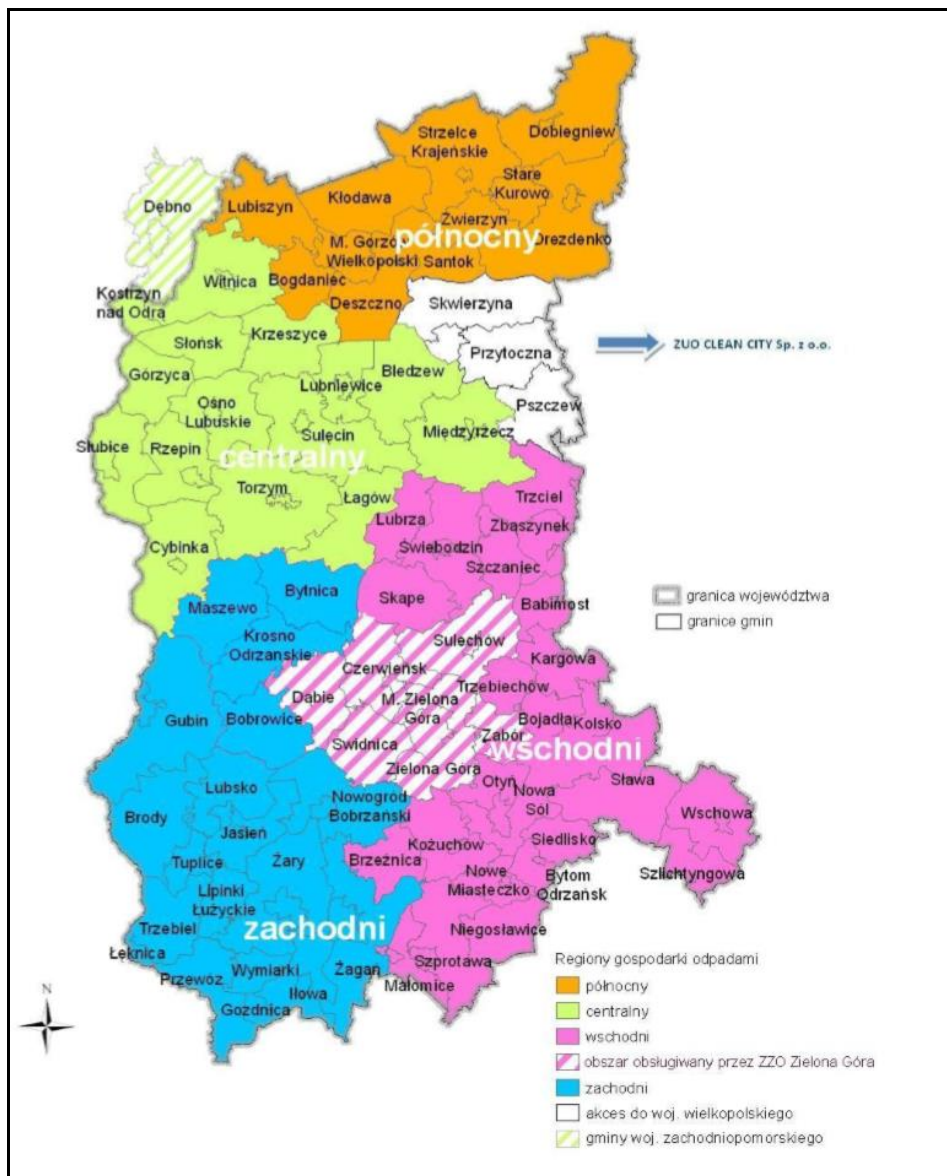 Dobiegniew
Strzelce
Krajeńskie
Stare
Kurowo
Dębno
Lubiszyn
Kłodawa
Zwierzyn
północny
Drezdenko
M. Gorzów
Wielkopolski
Santok
Bogdaniec
Witnica
Deszczno
Skwierzyna
Kostrzyn
nad Odrą
Krzeszyce
Słońsk
Przytoczna
ZUO CLEAN CITY Sp. z o.o.
Górzyca
Bledzew
Lubniewice
Pszczew
Ośno
Lubuskie
Sulęcin
Międzyrzecz
Słubice
Rzepin
centralny
Torzym
Łagów
Trzciel
Lubrza
Zbąszynek
Cybinka
Świebodzin
Szczaniec
Bytnica
Skąpe
Babimost
Maszewo
granica województwa
granice gmin
Krosno
Odrzańskie
Sulechów
Kargowa
Czerwieńsk
Trzebiechów
Dąbie
M. Zielona
Góra
Gubin
Bobrowice
Bojadła
Kolsko
Zabór
wschodni
Świdnica
Zielona Góra
Otyń
Nowa
Sól
Sława
Wschowa
Lubsko
Nowogród
Bobrzański
Brody
Jasień
Kożuchów
Siedlisko
Tuplice
Żary
Brzeźnica
Nowe
Miasteczko
Bytom
Odrzańsk
Szlichtyngowa
Lipinki
Łużyckie
zachodni
Trzebiel
Niegosławice
Łęknica
Przewóz
Wymiarki
Żagań
Szprotawa
Małomice
Iłowa
Gozdnica
N
Regiony gospodarki odpadami
północny
centralny
wschodni
obszar obsługiwany przez ZZO Zielona Góra
zachodni
akces do woj. wielkopolskiego
gminy woj. zachodniopomorskiego